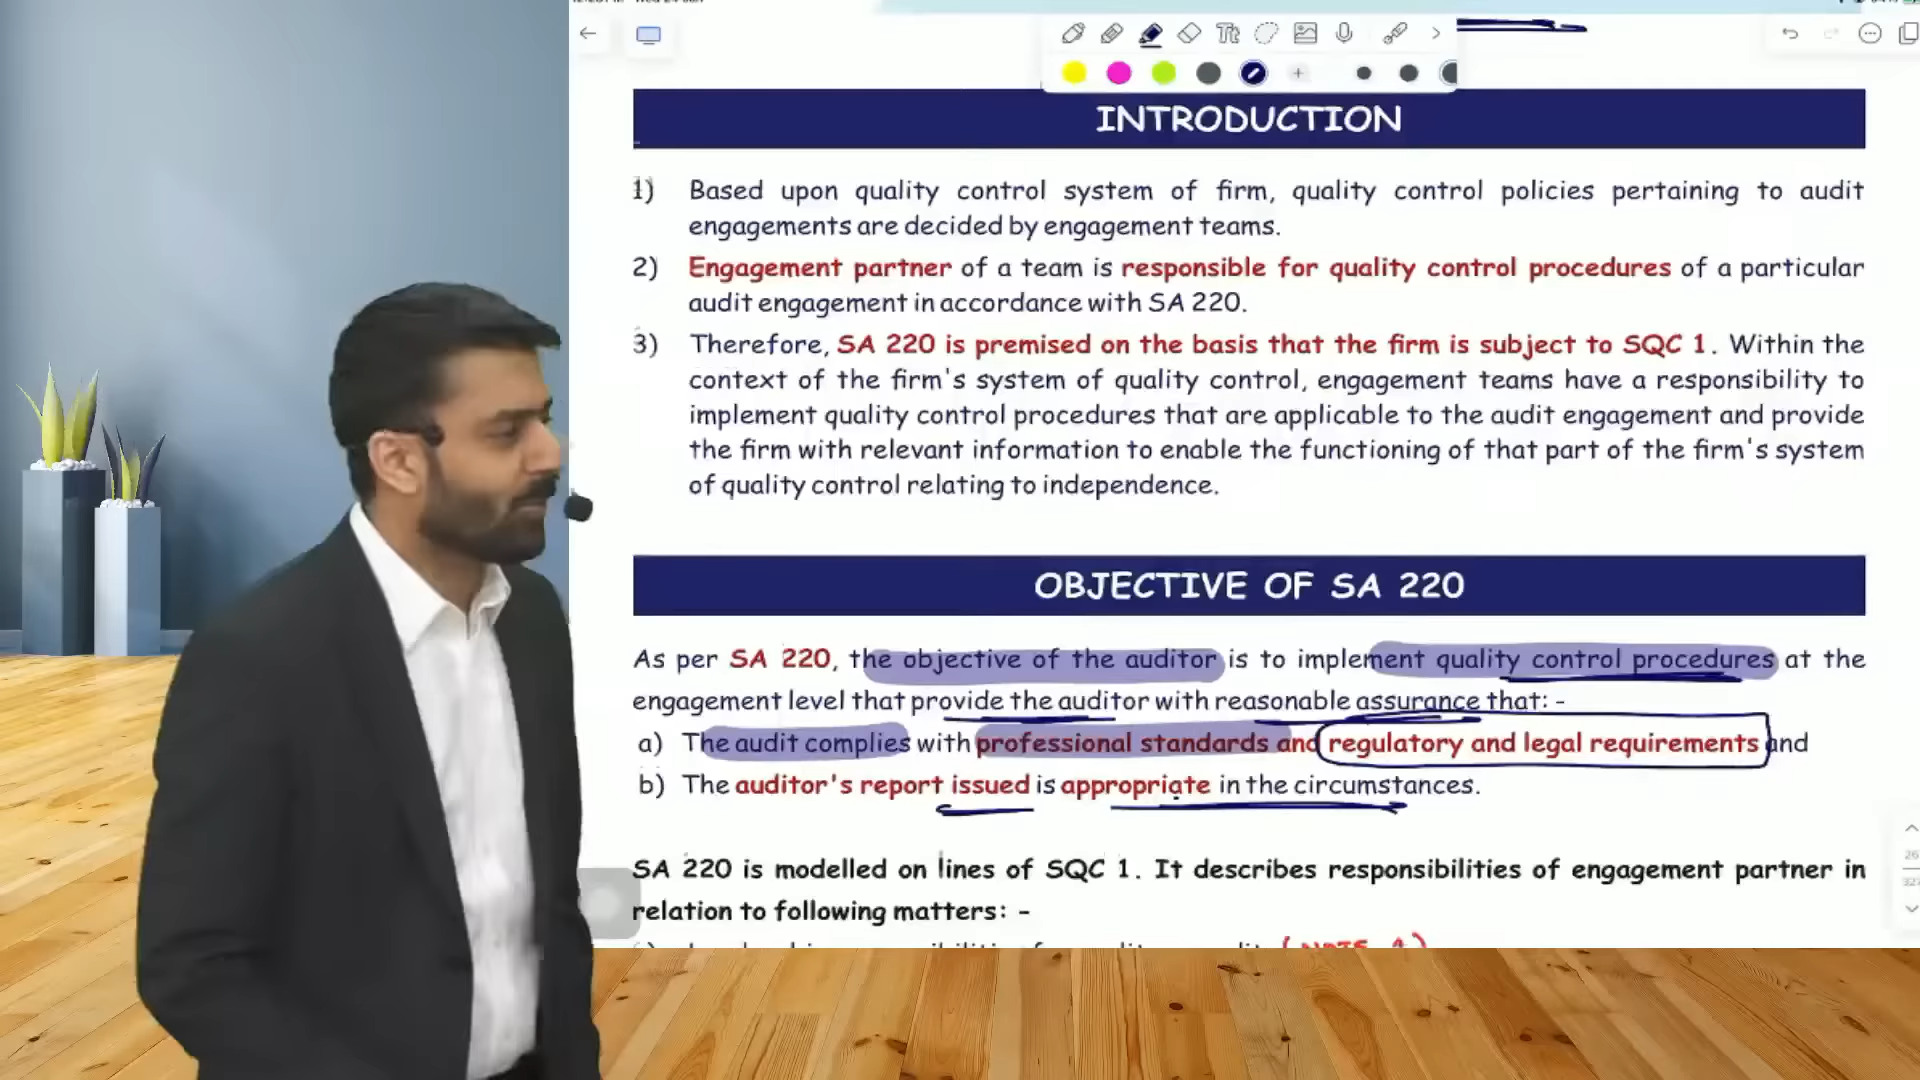 INTRODUCTION
1) Based upon quality control system of firm, quality control policies pertaining to audit
engagements are decided by engagement teams.
2) Engagement partner of a team is responsible for quality control procedures of a particular
audit engagement in accordance with SA 220.
3) Therefore, SA 220 is premised on the basis that the firm is subject to SQC 1. Within the
context of the firm's system of quality control, engagement teams have a responsibility to
implement quality control procedures that are applicable to the audit engagement and provide
the firm with relevant information to enable the functioning of that part of the firm's system
of quality control relating to independence.
OBJECTIVE OF SA 220
As per SA 220, the objective of the auditor is to implement quality control procedures at the
engagement level that provide the auditor with reasonable assurance that: -
a) The audit complies with professional standards and regulatory and legal requirements and
b) The auditor's report issued is appropriate in the circumstances.
SA 220 is modelled on lines of SQC 1. It describes responsibilities of engagement partner in
relation to following matters: -